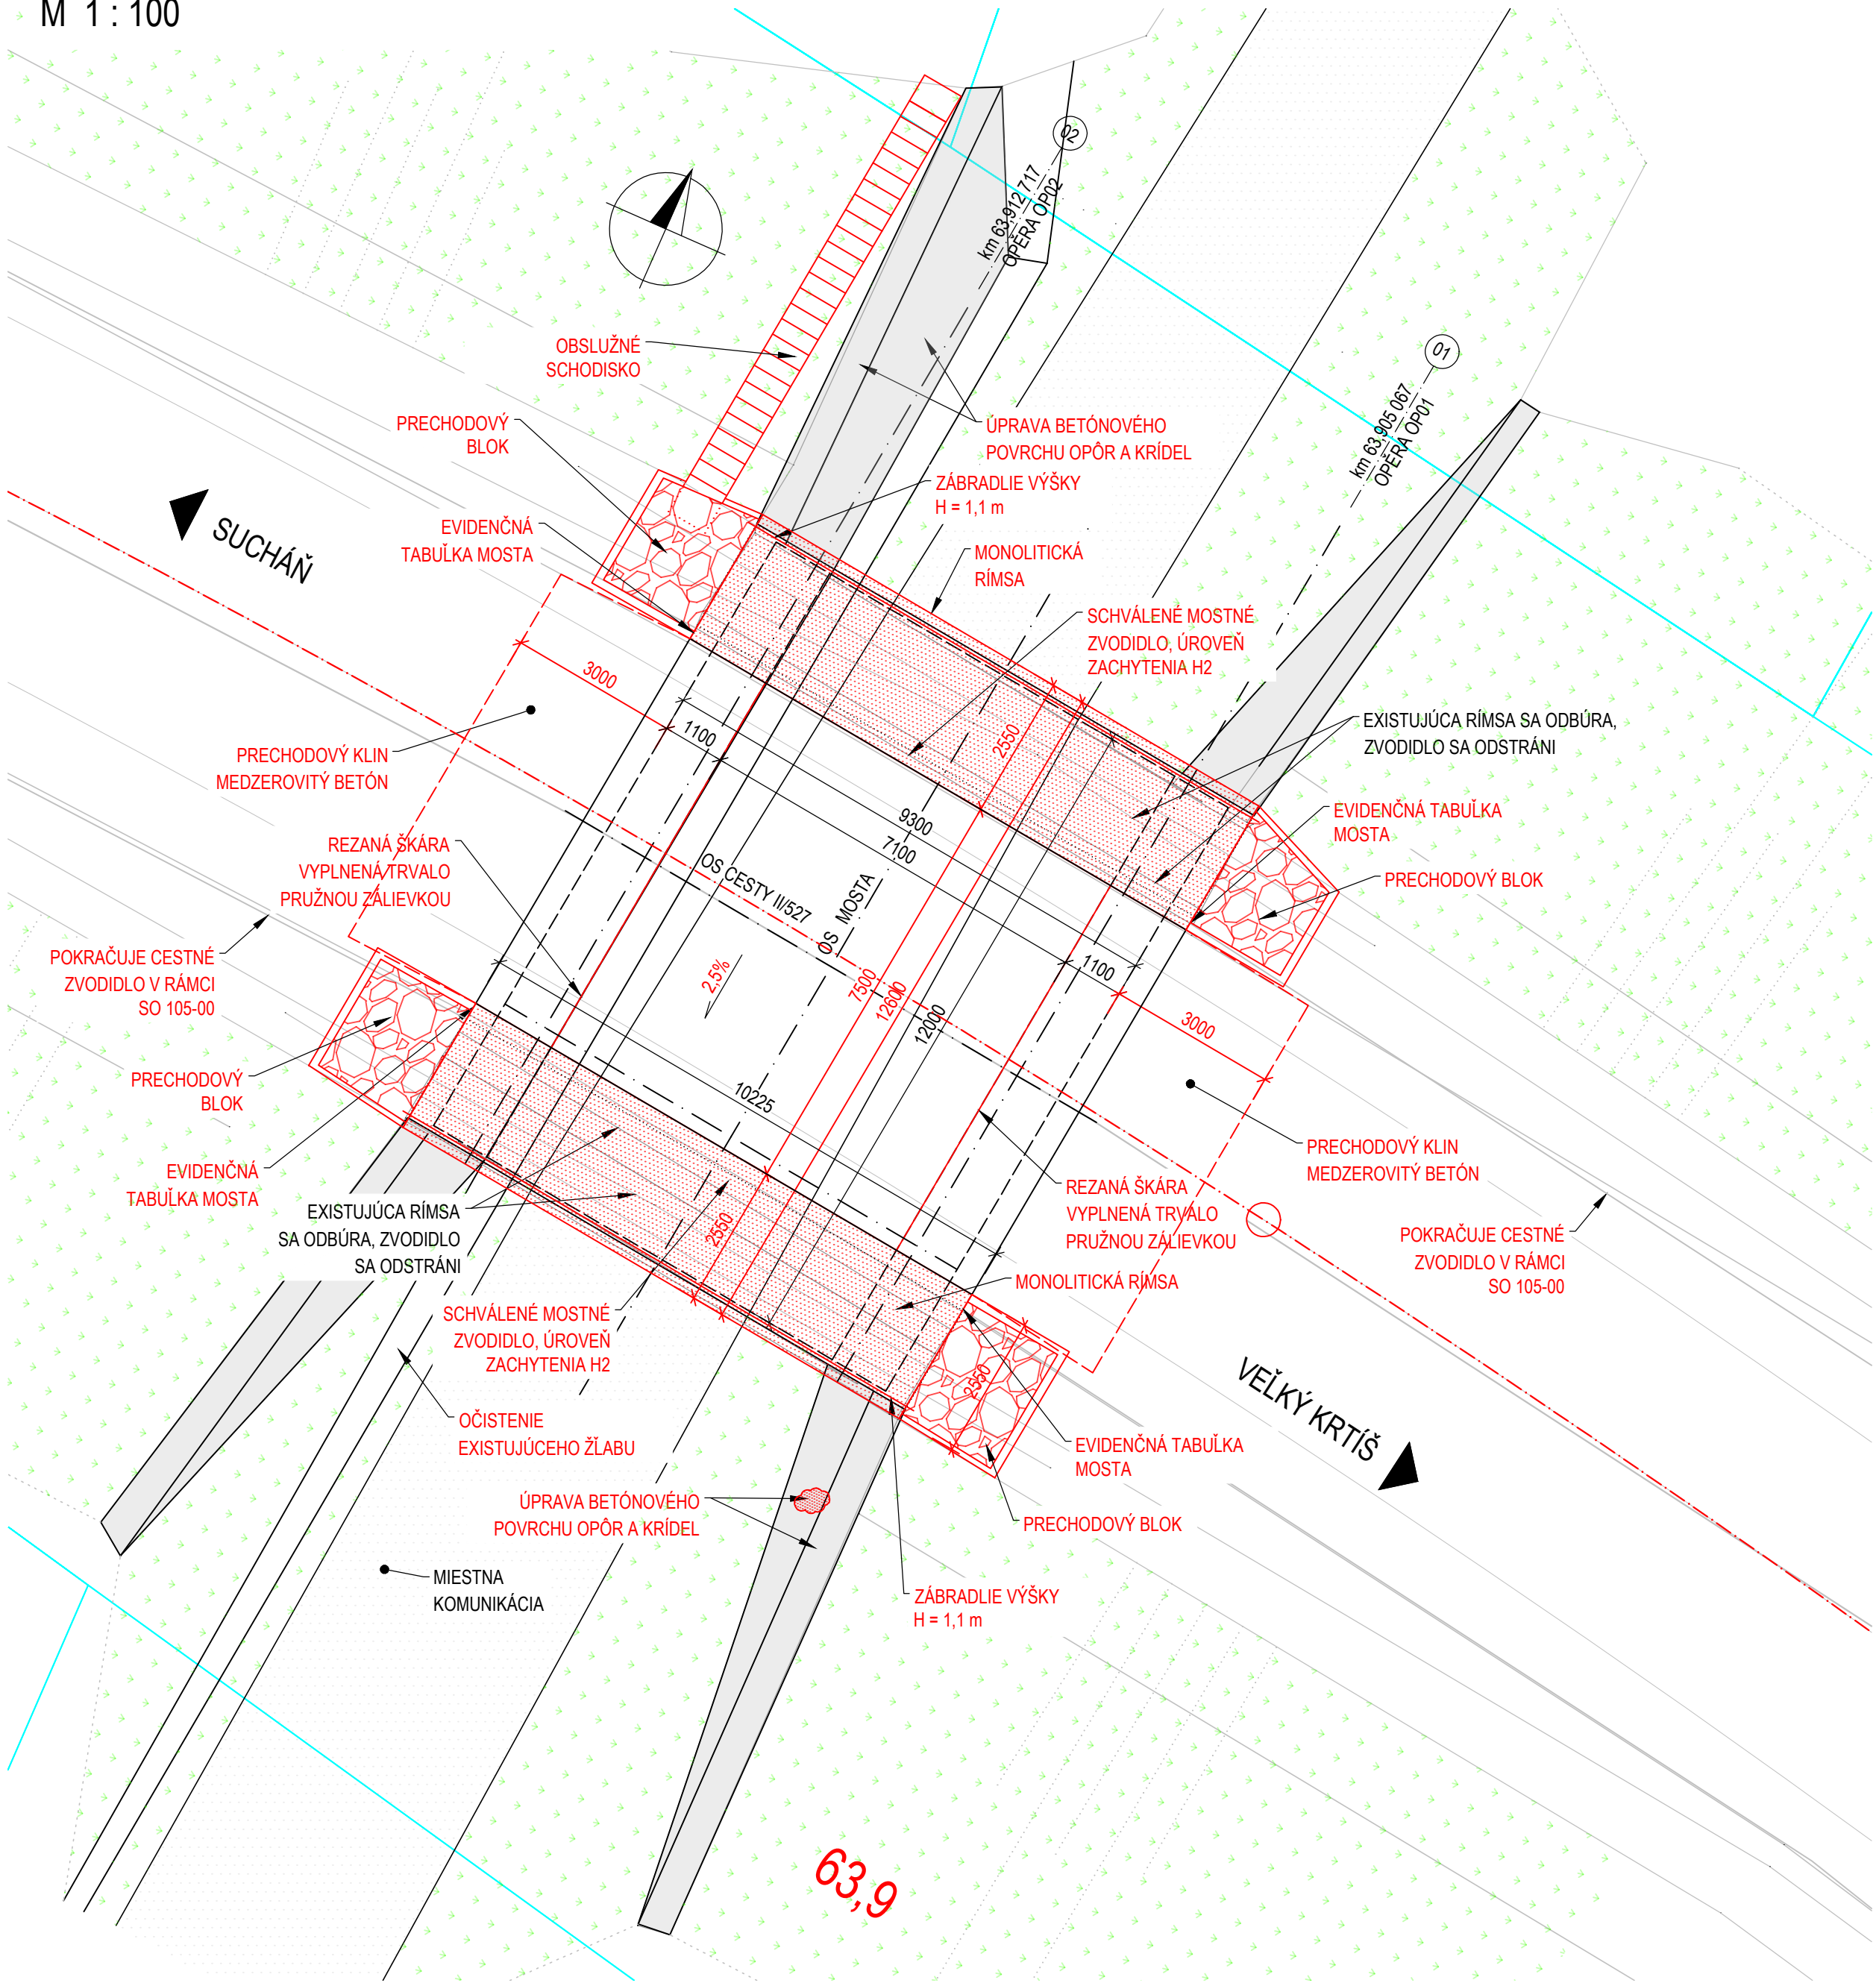 M 1 : 100
02
km 63,912 717
OPĚRA OP02
01
km 63,905 067
OPĚRA OP01
OBSLUŽNÉ
SCHODISKO
PRECHODOVÝ
BLOK
ÚPRAVA BETÓNOVÉHO
POVRCHU OPÔR A KRÍDEL
ZÁBRADLIE VÝŠKY
H = 1,1 m
SUCHÁŇ
EVIDENČNÁ
TABUĽKA MOSTA
MONOLITICKÁ
RÍMSA
SCHVÁLENÉ MOSTNÉ
ZVODIDLO, ÚROVEŇ
ZACHYTENIA H2
3000
1100
2550
EXISTUJÚCA RÍMSA SA ODBÚRA,
ZVODIDLO SA ODSTRÁNI
PRECHODOVÝ KLIN
MEDZEROVITÝ BETÓN
EVIDENČNÁ TABUĽKA
MOSTA
9300
7100
REZANÁ ŠKÁRA
VYPLNENÁ TRVALO
PRUŽNOU ZÁLIEVKOU
OS CESTY II/527
OS MOSTA
PRECHODOVÝ BLOK
POKRAČUJE CESTNÉ
ZVODIDLO V RÁMCI
SO 105-00
2,5%
7500
12600
12000
1100
3000
PRECHODOVÝ
BLOK
10225
EVIDENČNÁ
TABUĽKA MOSTA
PRECHODOVÝ KLIN
MEDZEROVITÝ BETÓN
EXISTUJÚCA RÍMSA
SA ODBÚRA, ZVODIDLO
SA ODSTRÁNI
2550
REZANÁ ŠKÁRA
VYPLNENÁ TRVALO
PRUŽNOU ZÁLIEVKOU
POKRAČUJE CESTNÉ
ZVODIDLO V RÁMCI
SO 105-00
MONOLITICKÁ RÍMSA
SCHVÁLENÉ MOSTNÉ
ZVODIDLO, ÚROVEŇ
ZACHYTENIA H2
2550
VEĽKÝ KRTÍŠ
OČISTENIE
EXISTUJÚCEHO ŽĽABU
EVIDENČNÁ TABUĽKA
MOSTA
ÚPRAVA BETÓNOVÉHO
POVRCHU OPÔR A KRÍDEL
PRECHODOVÝ BLOK
MIESTNA
KOMUNIKÁCIA
ZÁBRADLIE VÝŠKY
H = 1,1 m
63,9